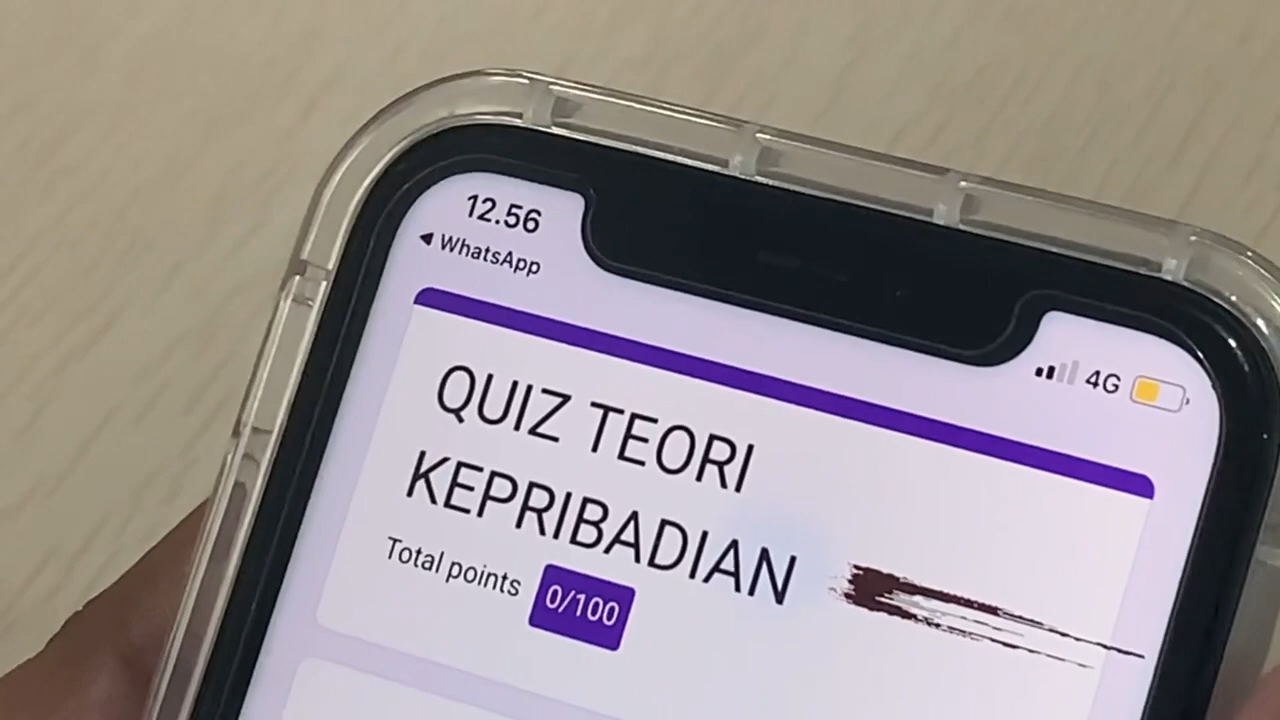 12.56
◀ WhatsApp
4G
QUIZ TEORI
KEPRIBADIAN
Total points 0/100